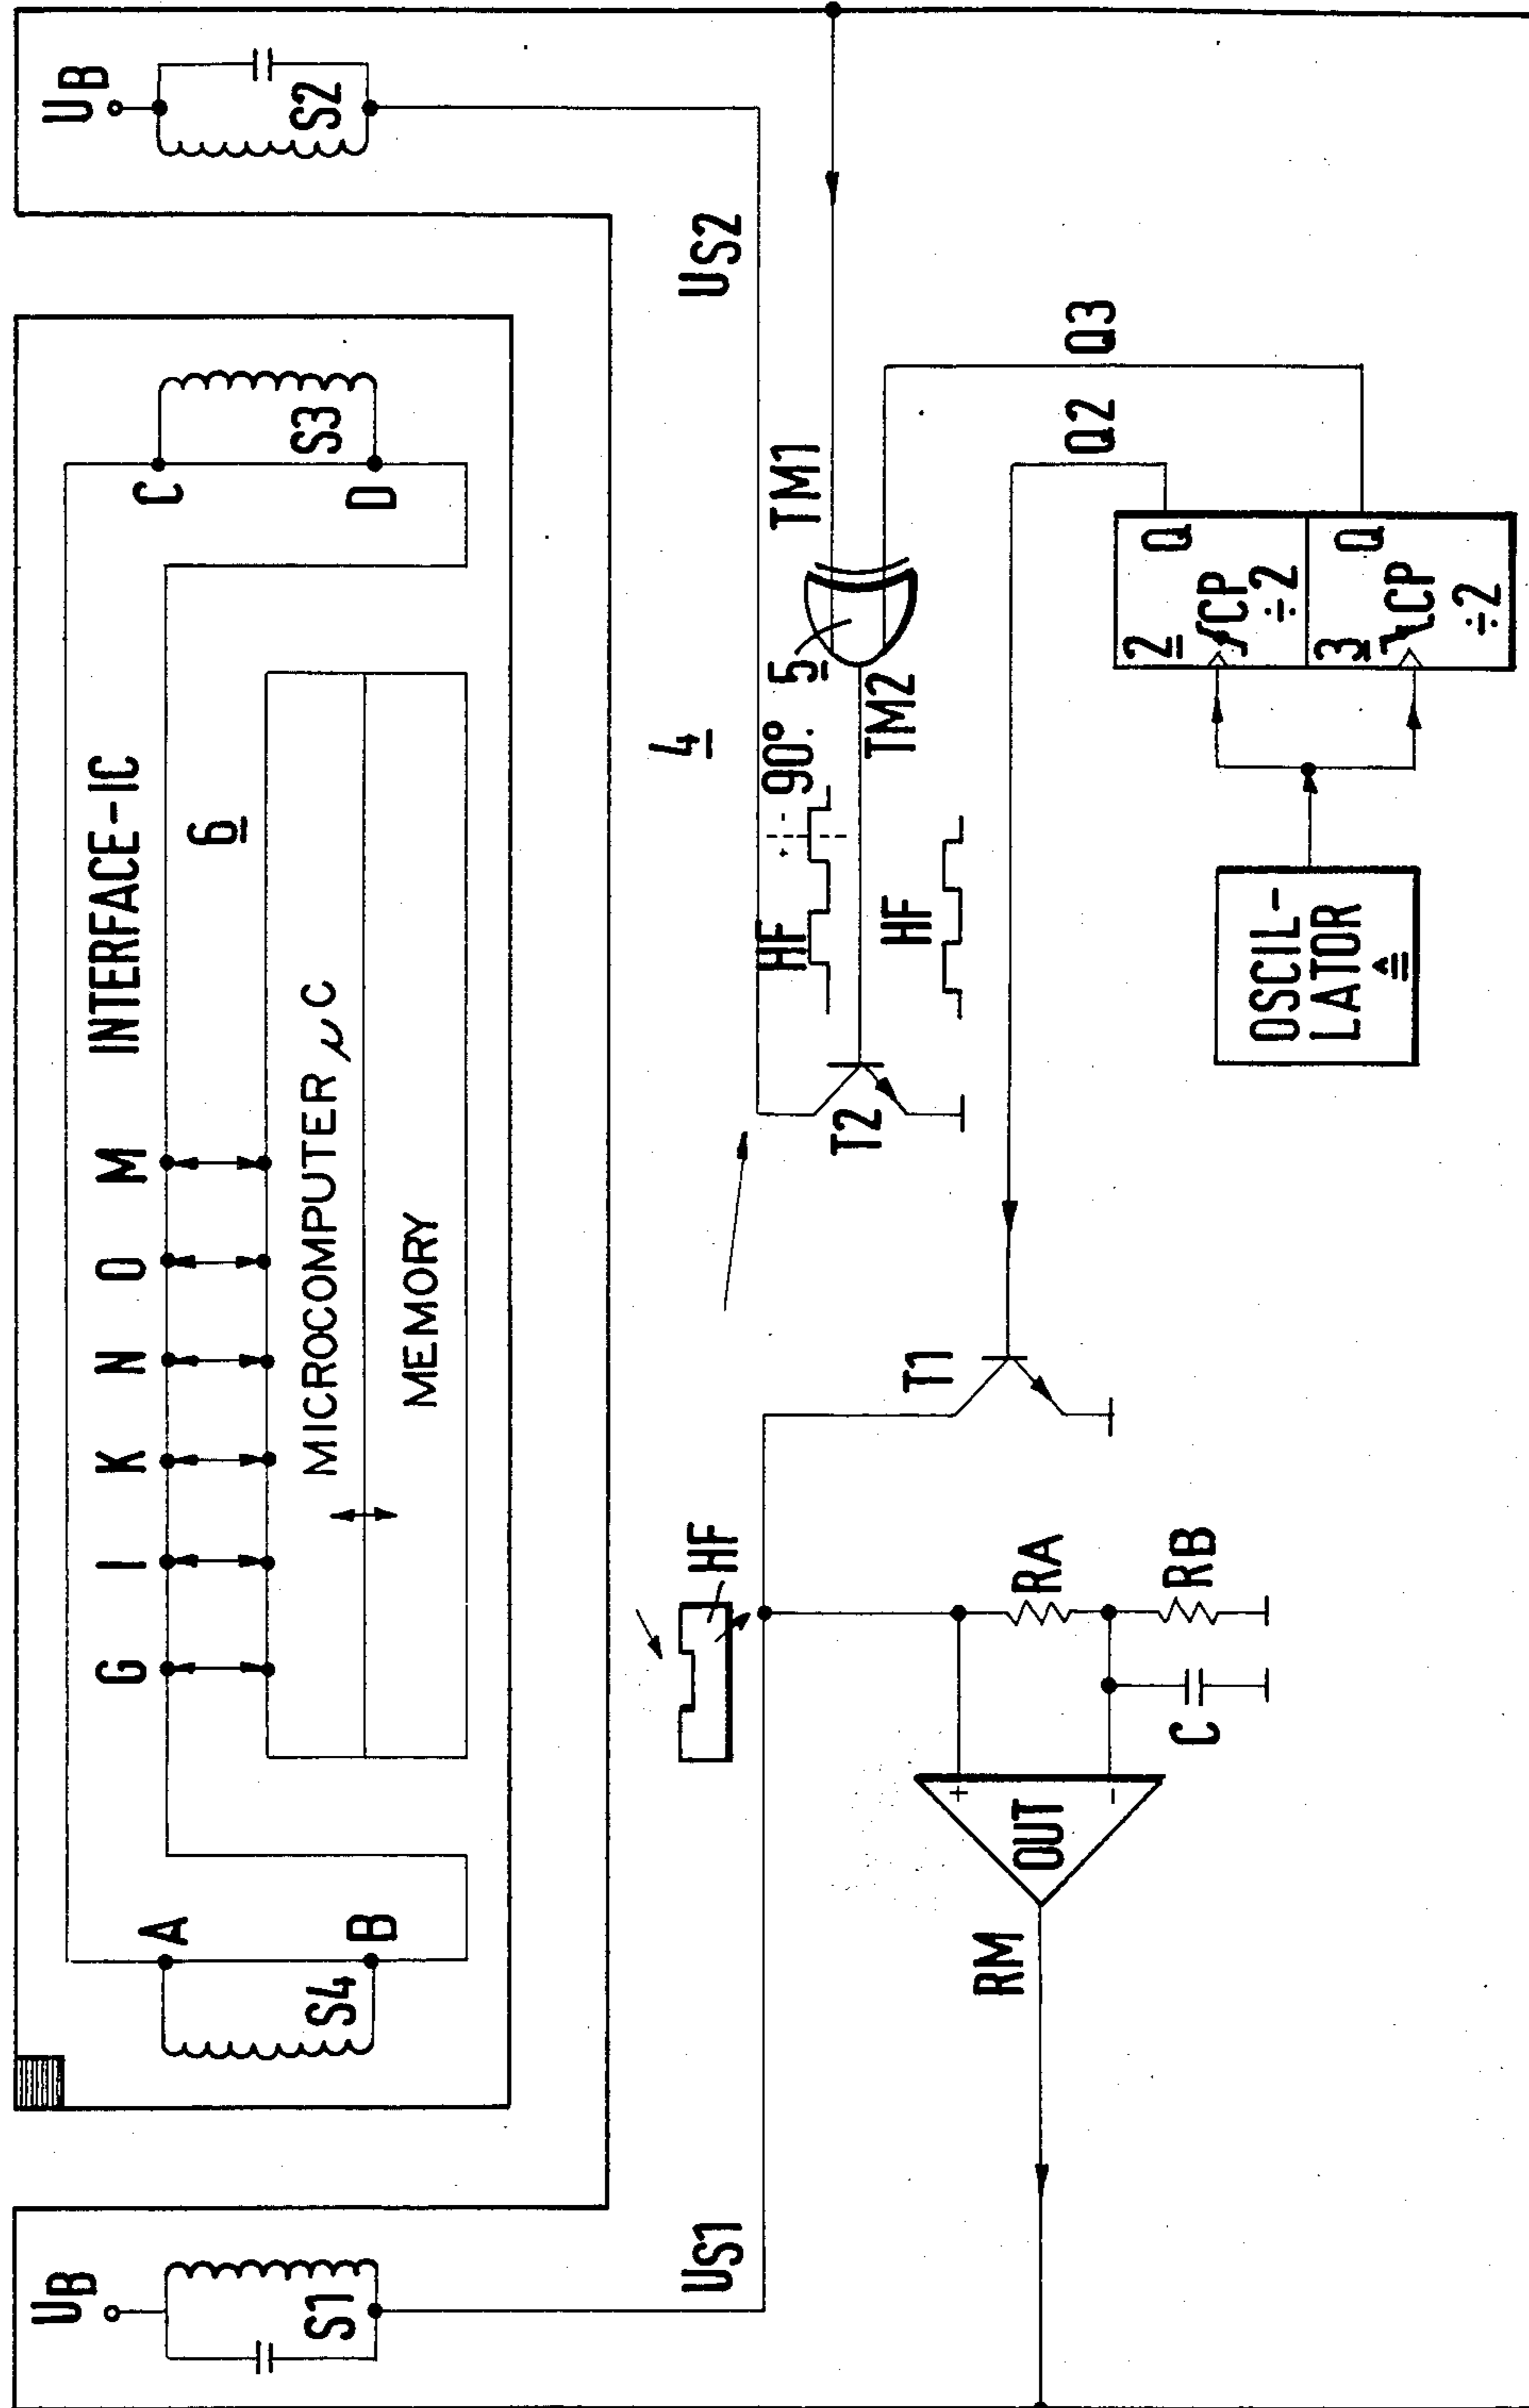 UB
S1
US1
A
B
S4
INTERFACE-IC
G I K N O M
6
MICROCOMPUTER μC
MEMORY
C
D
S3
UB
S2
US2
4
HF
HF
+ - 90°
5
TM1
TM2
T2
HF
T1
Q2
Q3
RM
OUT
+
-
C
RA
RB
OSCIL-
LATOR
2
CP
÷2
Q
3
CP
÷2
Q